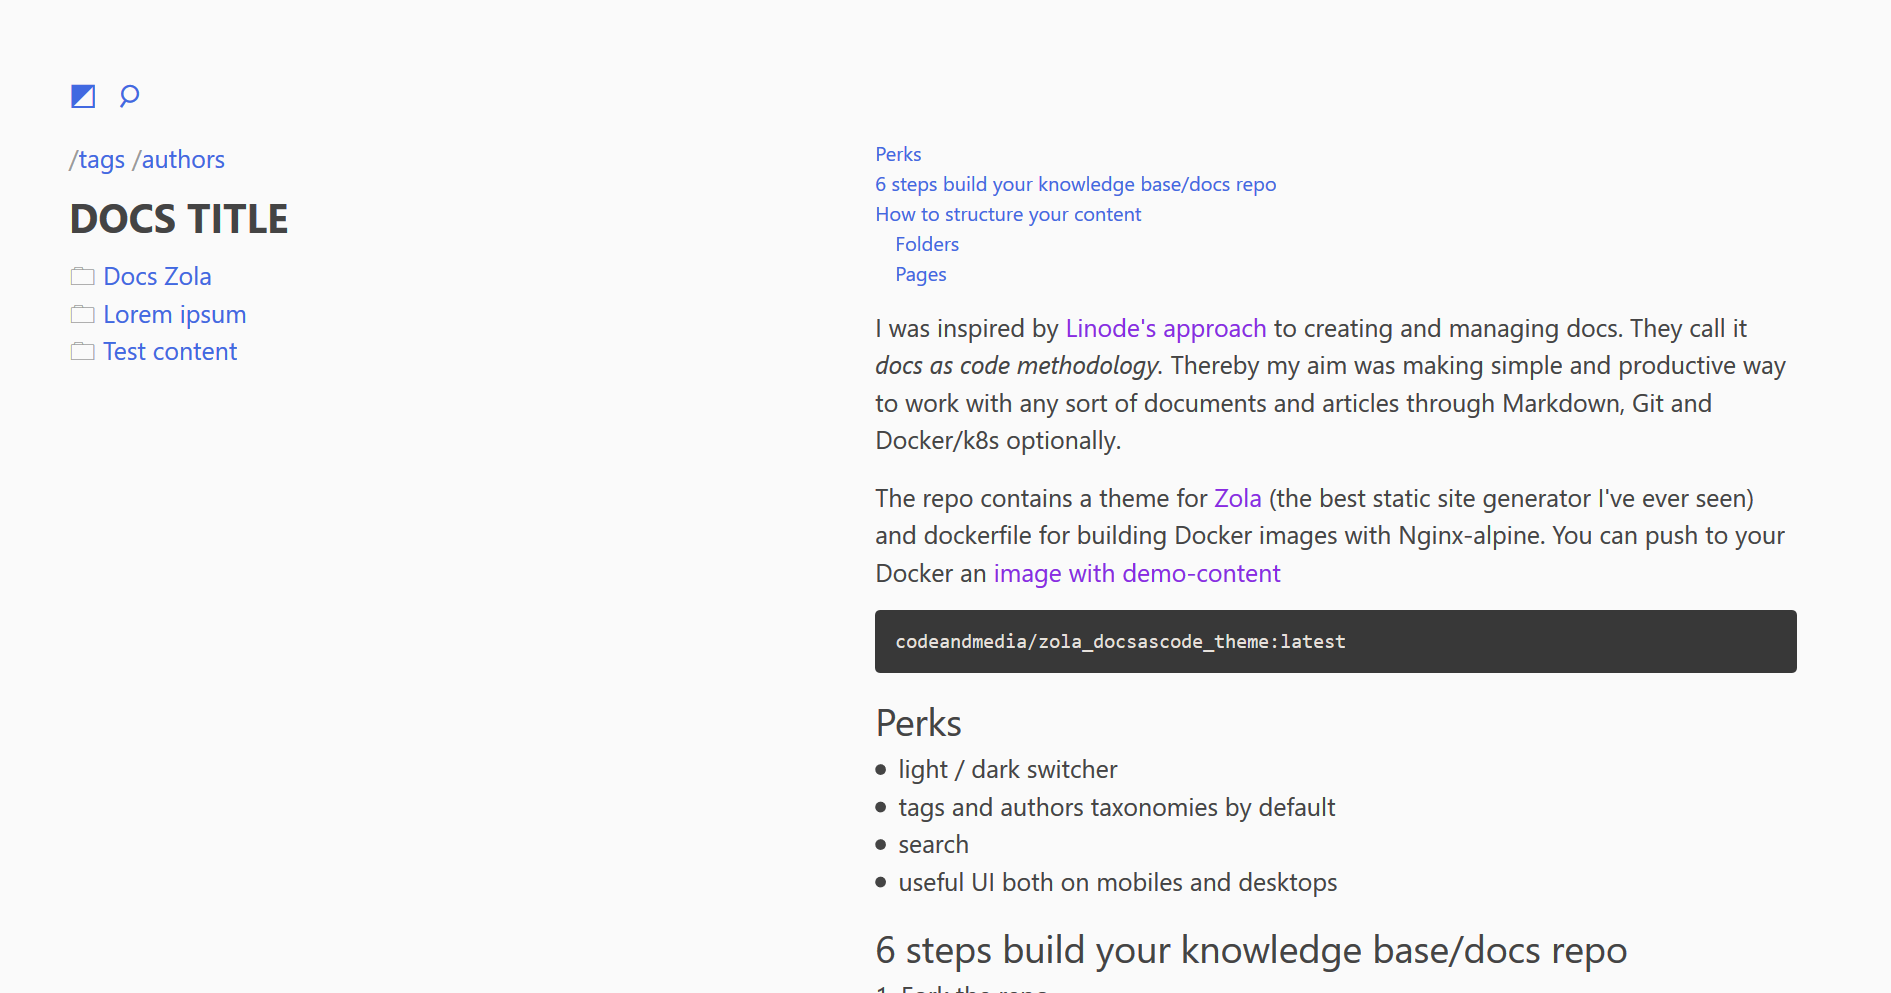 /tags /authors
DOCS TITLE
Docs Zola
Lorem ipsum
Test content
Perks
6 steps build your knowledge base/docs repo
How to structure your content
Folders
Pages
I was inspired by Linode's approach to creating and managing docs. They call it
docs as code methodology. Thereby my aim was making simple and productive way
to work with any sort of documents and articles through Markdown, Git and
Docker/k8s optionally.
The repo contains a theme for Zola (the best static site generator I've ever seen)
and dockerfile for building Docker images with Nginx-alpine. You can push to your
Docker an image with demo-content
codeandmedia/zola_docsascode_theme:latest
Perks
● light / dark switcher
● tags and authors taxonomies by default
● search
● useful UI both on mobiles and desktops
6 steps build your knowledge base/docs repo
1. Fork the repo